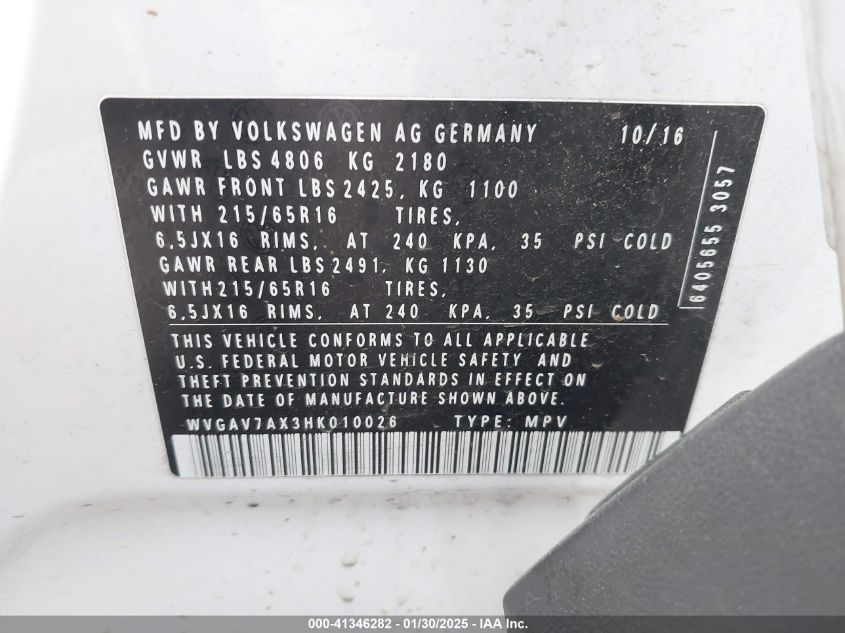 MFD BY VOLKSWAGEN AG GERMANY 10/16
GVWR LBS 4806 KG 2180
GAWR FRONT LBS 2425, KG 1100
WITH 215/65R16 TIRES,
6,5JX16 RIMS, AT 240 KPA, 35 PSI COLD
GAWR REAR LBS 2491, KG 1130
WITH 215/65R16 TIRES,
6,5JX16 RIMS, AT 240 KPA, 35 PSI COLD
THIS VEHICLE CONFORMS TO ALL APPLICABLE
U.S. FEDERAL MOTOR VEHICLE SAFETY AND
THEFT PREVENTION STANDARDS IN EFFECT ON
THE DATE OF MANUFACTURE SHOWN ABOVE.
WVGAV7AX3HK010026 TYPE: MPV
6405655 3057
000-41346282 - 01/30/2025 - IAA Inc.